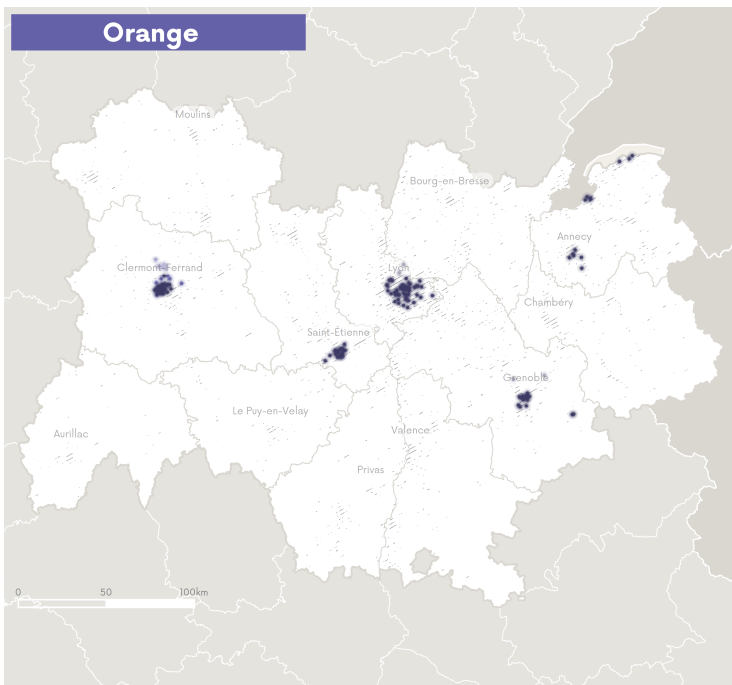 Orange
Moulins
Bourg-en-Bresse
Annecy
Clermont-Ferrand
Lyon
Chambéry
Saint-Étienne
Grenoble
Le Puy-en-Velay
Aurillac
Valence
Privas
0 50 100km